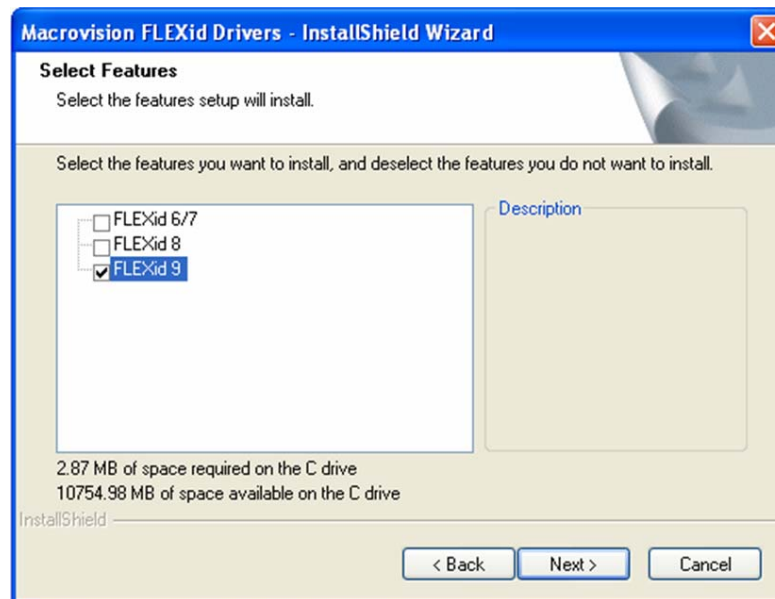 Macrovision FLEXid Drivers - InstallShield Wizard
Select Features
Select the features setup will install.
Select the features you want to install, and deselect the features you do not want to install.
FLEXid 6/7
FLEXid 8
FLEXid 9
Description
2.87 MB of space required on the C drive
10754.98 MB of space available on the C drive
InstallShield
< Back
Next >
Cancel